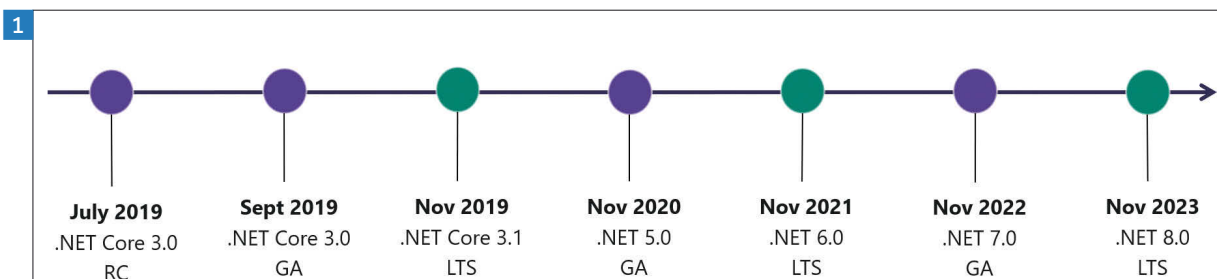 1
July 2019
.NET Core 3.0
RC
Sept 2019
.NET Core 3.0
GA
Nov 2019
.NET Core 3.1
LTS
Nov 2020
.NET 5.0
GA
Nov 2021
.NET 6.0
LTS
Nov 2022
.NET 7.0
GA
Nov 2023
.NET 8.0
LTS